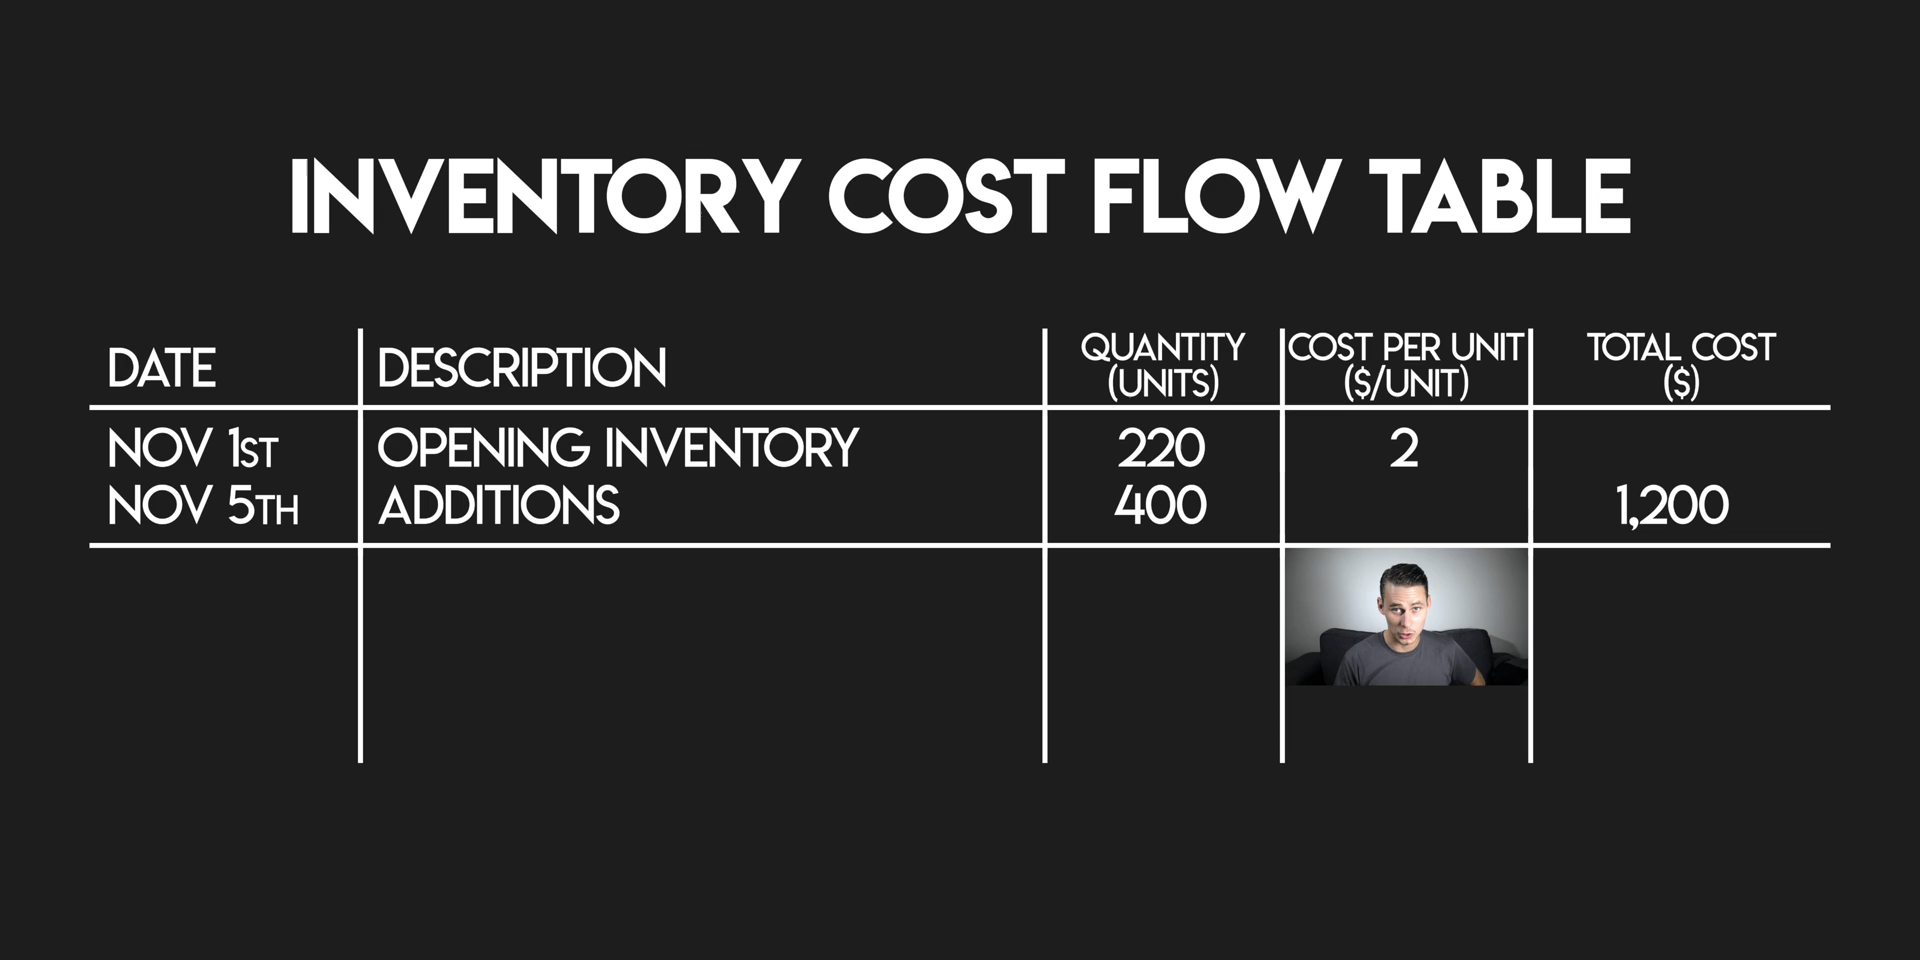 INVENTORY COST FLOW TABLE
DATE DESCRIPTION QUANTITY (UNITS) COST PER UNIT ($/UNIT) TOTAL COST ($)
NOV 1ST OPENING INVENTORY 220 2
NOV 5TH ADDITIONS 400 1,200